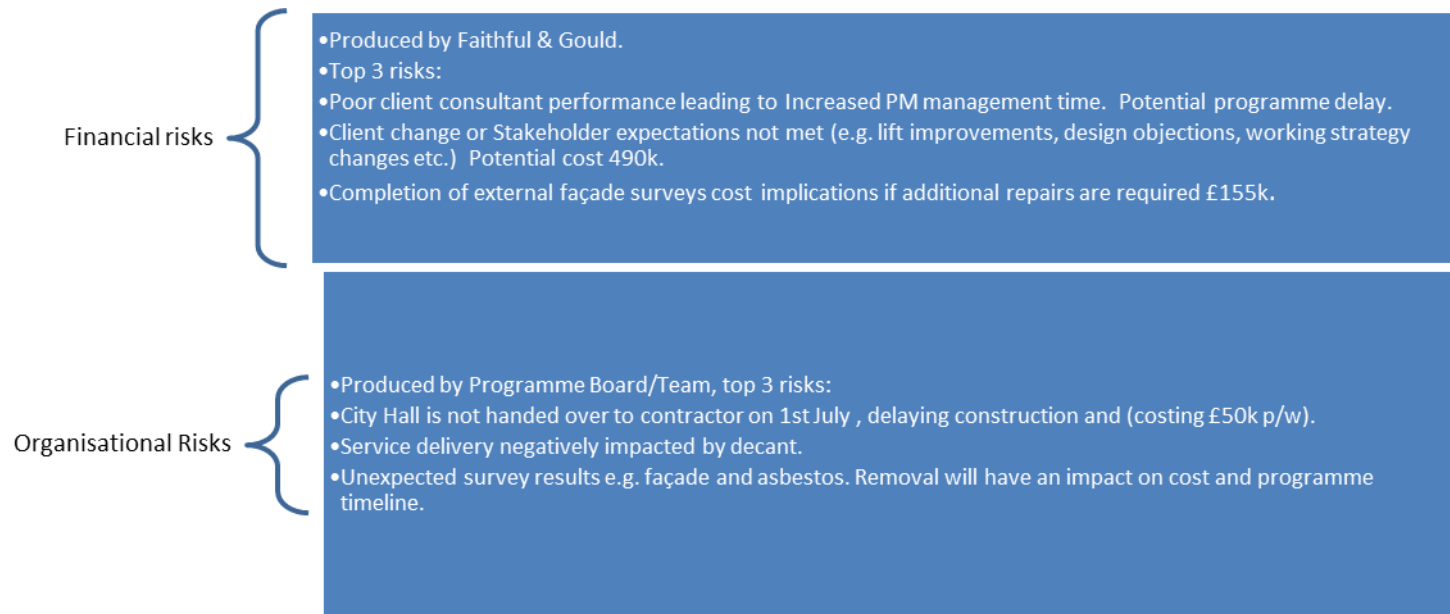 Financial risks
•Produced by Faithful & Gould.
•Top 3 risks:
•Poor client consultant performance leading to Increased PM management time.  Potential programme delay.
•Client change or Stakeholder expectations not met (e.g. lift improvements, design objections, working strategy
changes etc.)  Potential cost 490k.
•Completion of external façade surveys cost implications if additional repairs are required £155k.
Organisational Risks
•Produced by Programme Board/Team, top 3 risks:
•City Hall is not handed over to contractor on 1st July , delaying construction and (costing £50k p/w).
•Service delivery negatively impacted by decant.
•Unexpected survey results e.g. façade and asbestos. Removal will have an impact on cost and programme
timeline.